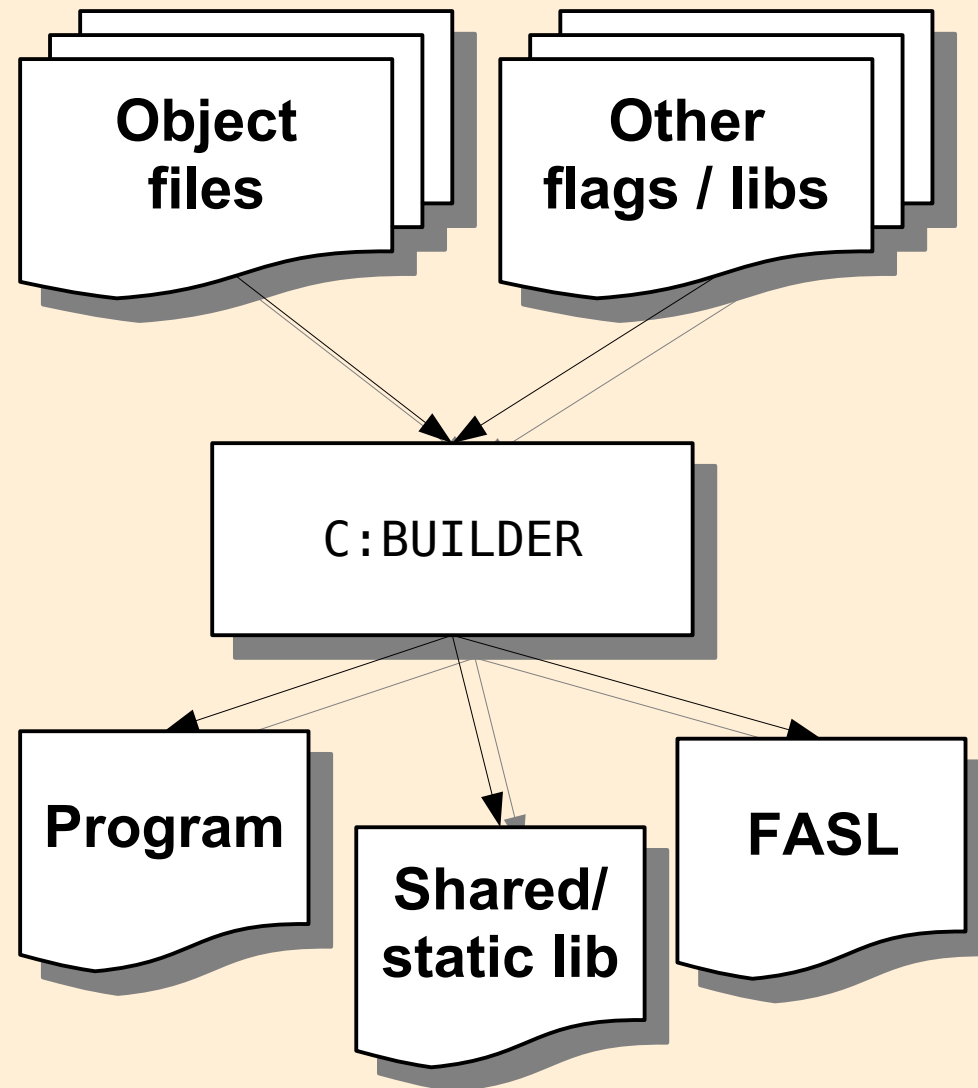 Object
files
Other
flags / libs
C:BUILDER
Program
Shared/
static lib
FASL